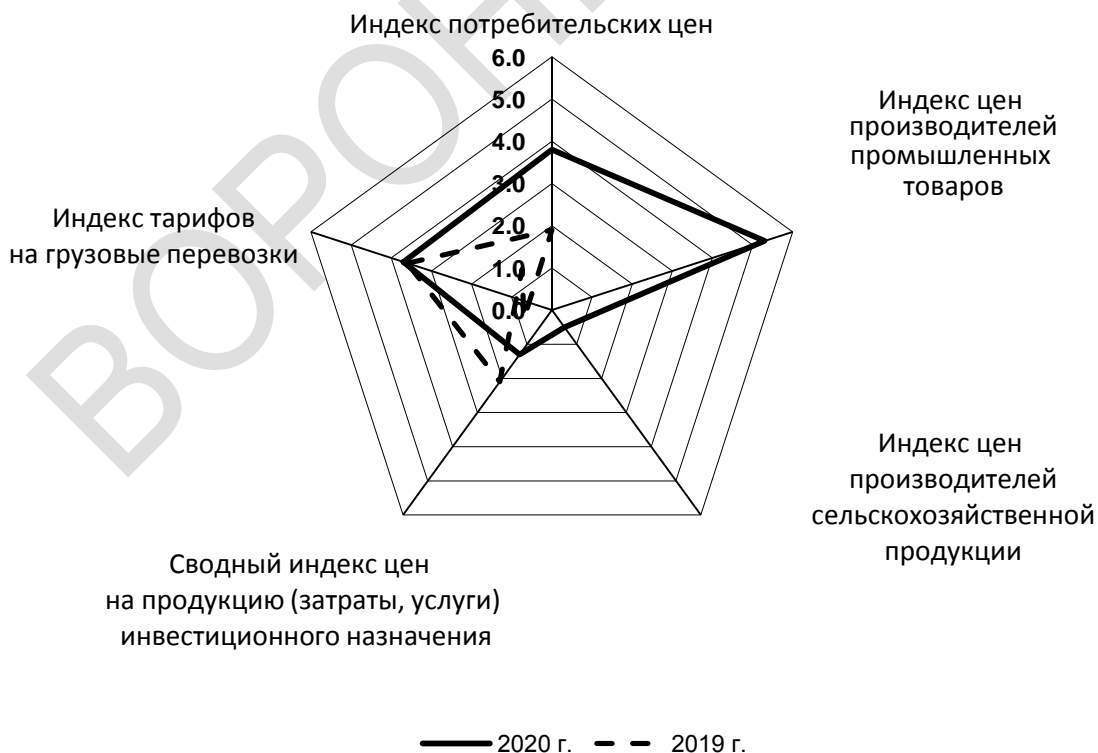 Индекс потребительских цен
6.0
5.0
4.0
3.0
2.0
1.0
0.0
Индекс цен
производителей
промышленных
товаров
Индекс тарифов
на грузовые перевозки
Индекс цен
производителей
сельскохозяйственной
продукции
Сводный индекс цен
на продукцию (затраты, услуги)
инвестиционного назначения
2020 г.
2019 г.
ВОРОН